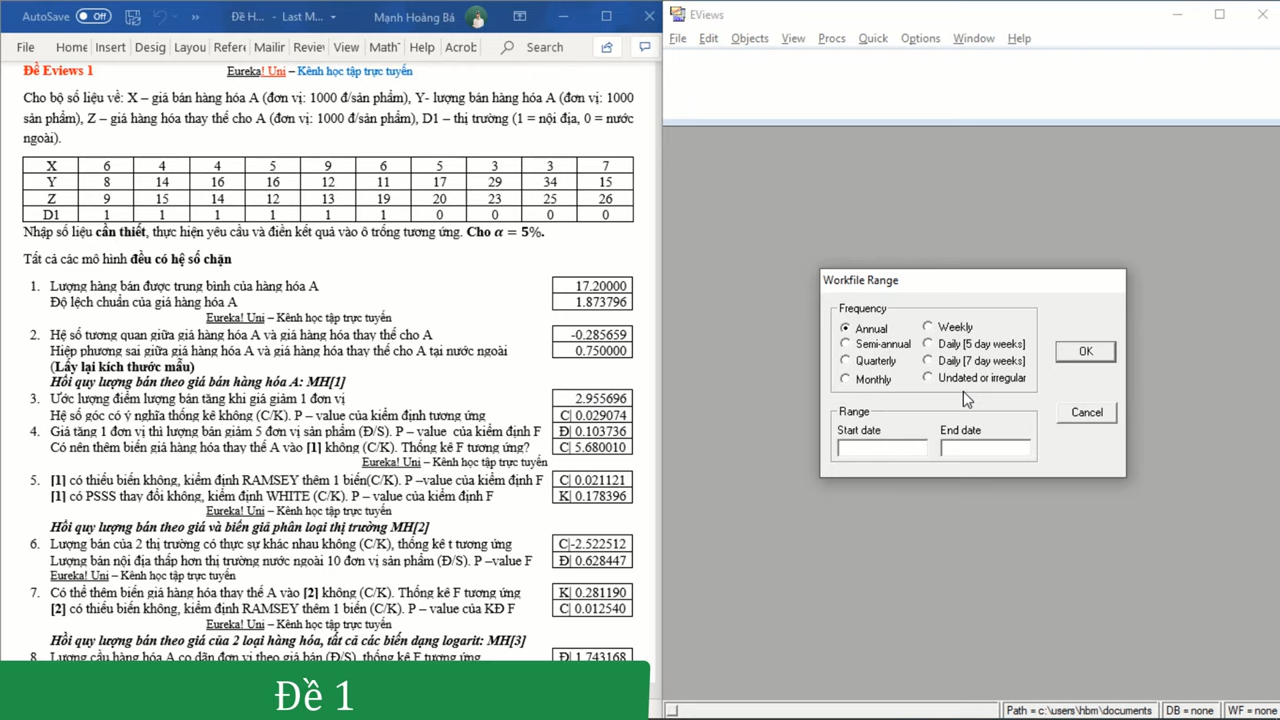 AutoSave Off » Đề H... - Last M... Mạnh Hoàng Bá
File Home Insert Desig Layou Refere Mailir Reviev View Math Help Acrob Search
Đề Eviews 1 Eureka! Uni – Kênh học tập trực tuyến
Cho bộ số liệu về: X – giá bán hàng hóa A (đơn vị: 1000 đ/sản phẩm), Y- lượng bán hàng hóa A (đơn vị: 1000
sản phẩm), Z – giá hàng hóa thay thế cho A (đơn vị: 1000 đ/sản phẩm), D1 – thị trường (1 = nội địa, 0 = nước
ngoài).
X 6 4 4 5 9 6 5 3 3 7
Y 8 14 16 16 12 11 17 29 34 15
Z 9 15 14 12 13 19 20 23 25 26
D1 1 1 1 1 1 1 0 0 0 0
Nhập số liệu cần thiết, thực hiện yêu cầu và điền kết quả vào ô trống tương ứng. Cho α = 5%.
Tất cả các mô hình đều có hệ số chặn
1. Lượng hàng bán được trung bình của hàng hóa A 17.20000
Độ lệch chuẩn của giá hàng hóa A 1.873796
Eureka! Uni – Kênh học tập trực tuyến
2. Hệ số tương quan giữa giá hàng hóa A và giá hàng hóa thay thế cho A -0.285659
Hiệp phương sai giữa giá hàng hóa A và giá hàng hóa thay thế cho A tại nước ngoài 0.750000
(Lấy lại kích thước mẫu)
Hồi quy lượng bán theo giá bán hàng hóa A: MH[1]
3. Ước lượng điểm lượng bán tăng khi giá giảm 1 đơn vị 2.955696
Hệ số góc có ý nghĩa thống kê không (C/K). P – value của kiểm định tương ứng C| 0.029074
4. Giá tăng 1 đơn vị thì lượng bán giảm 5 đơn vị sản phẩm (Đ/S). P – value của kiểm định F Đ| 0.103736
Có nên thêm biến giá hàng hóa thay thế A vào [1] không (C/K). Thống kê F tương ứng? C| 5.680010
Eureka! Uni – Kênh học tập trực tuyến
5. [1] có thiếu biến không, kiểm định RAMSEY thêm 1 biến(C/K). P –value của kiểm định F C| 0.021121
[1] có PSSS thay đổi không, kiểm định WHITE (C/K). P – value của kiểm định F K| 0.178396
Eureka! Uni – Kênh học tập trực tuyến
Hồi quy lượng bán theo giá và biến giả phân loại thị trường MH[2]
6. Lượng bán của 2 thị trường có thực sự khác nhau không (C/K), thống kê t tương ứng C|-2.522512
Lượng bán nội địa thấp hơn thị trường nước ngoài 10 đơn vị sản phẩm (Đ/S). P –value F Đ| 0.628447
Eureka! Uni – Kênh học tập trực tuyến
7. Có thể thêm biến giá hàng hóa thay thế A vào [2] không (C/K). Thống kê F tương ứng K| 0.281190
[2] có thiếu biến không, kiểm định RAMSEY thêm 1 biến (C/K). P – value của KĐ F C| 0.012540
Eureka! Uni – Kênh học tập trực tuyến
Hồi quy lượng bán theo giá của 2 loại hàng hóa, tất cả các biến dạng logarit: MH[3]
8. Lượng cầu hàng hóa A co dãn đơn vị theo giá bán (Đ/S), thống kê F tương ứng Đ| 1.743168
Đề 1
EViews
File Edit Objects View Procs Quick Options Window Help
Workfile Range
Frequency
Annual Weekly
Semi-annual Daily [5 day weeks]
Quarterly Daily [7 day weeks]
Monthly Undated or irregular
OK
Range
Start date End date
Cancel
Path = c:\users\hbm\documents DB = none WF = none